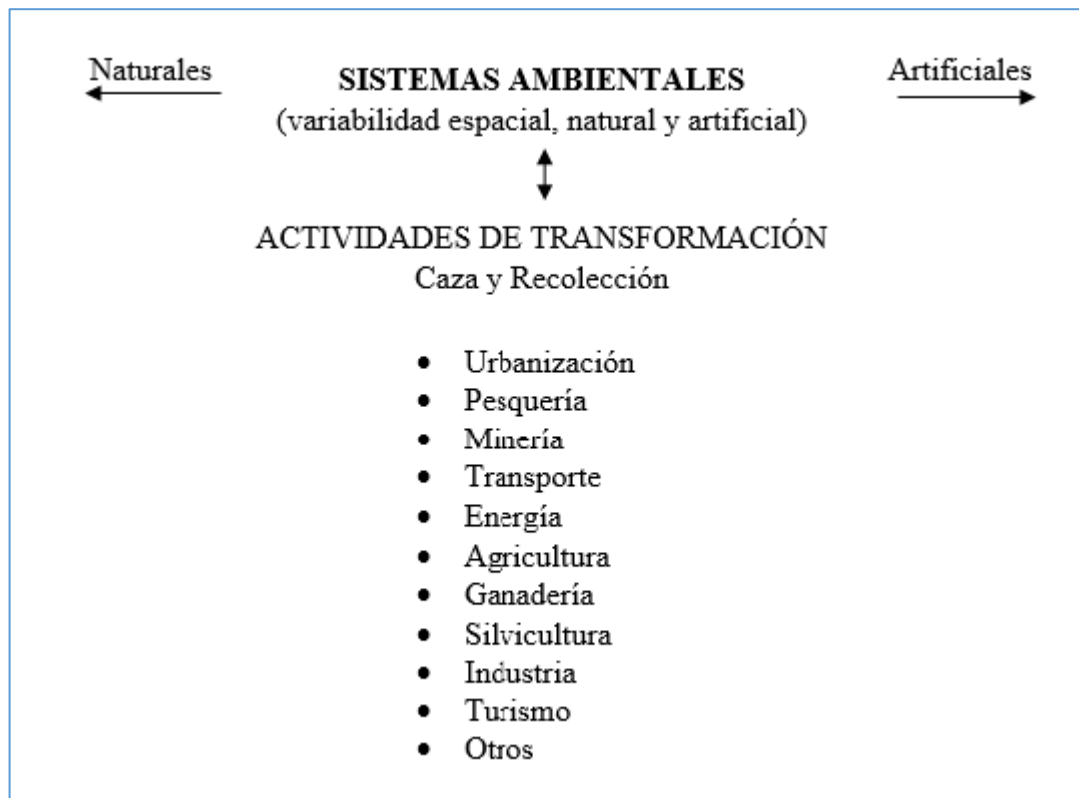 Naturales
SISTEMAS AMBIENTALES
Artificiales
(variabilidad espacial, natural y artificial)
ACTIVIDADES DE TRANSFORMACIÓN
Caza y Recolección
• Urbanización
• Pesquería
• Minería
• Transporte
• Energía
• Agricultura
• Ganadería
• Silvicultura
• Industria
• Turismo
• Otros